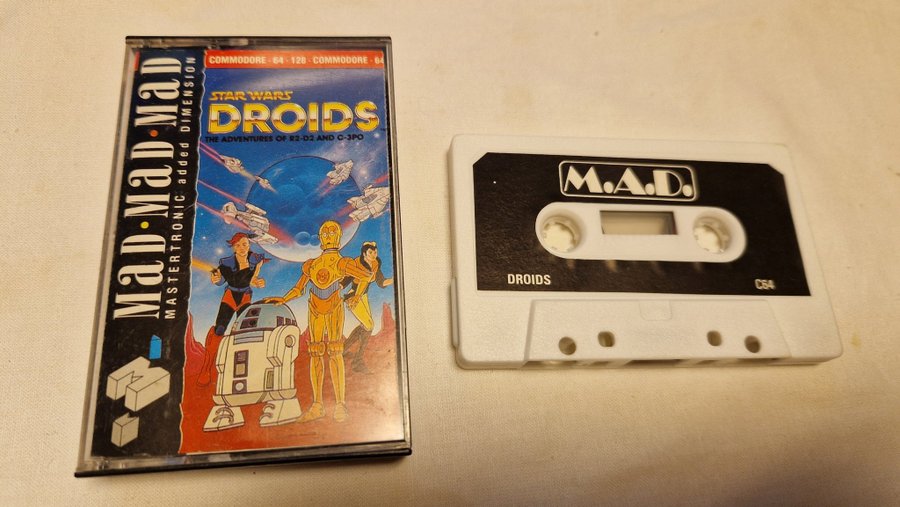 MAD·MAD·MAD
MASTERTRONIC added DIMENSION
COMMODORE · 64 · 128 · COMMODORE · 64
STAR WARS
DROIDS
THE ADVENTURES OF R2-D2 AND C-3PO
M.A.D.
DROIDS
C64